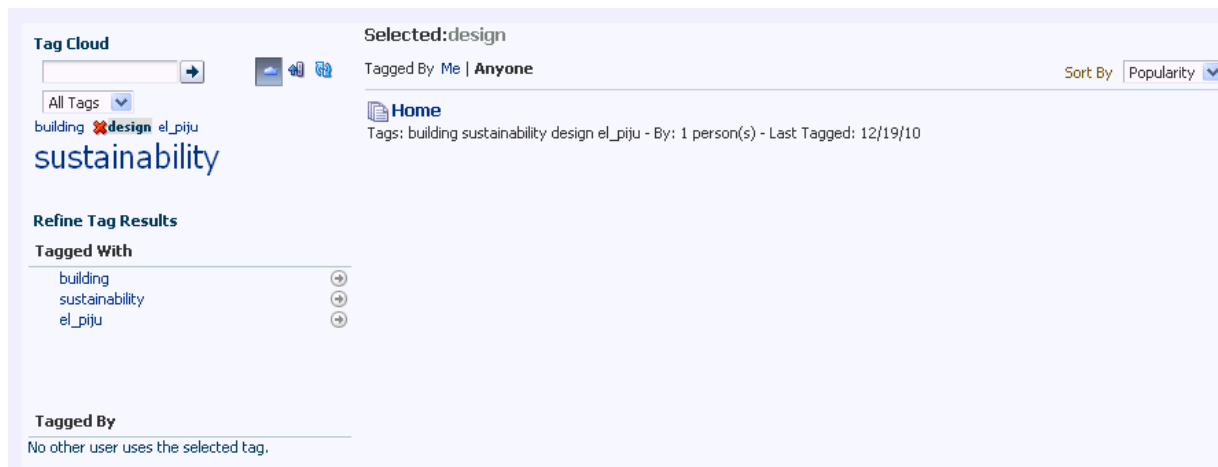 Tag Cloud
All Tags
building design el_piju
sustainability
Refine Tag Results
Tagged With
building
sustainability
el_piju
Tagged By
No other user uses the selected tag.
Selected:design
Tagged By Me | Anyone
Sort By Popularity
Home
Tags: building sustainability design el_piju - By: 1 person(s) - Last Tagged: 12/19/10